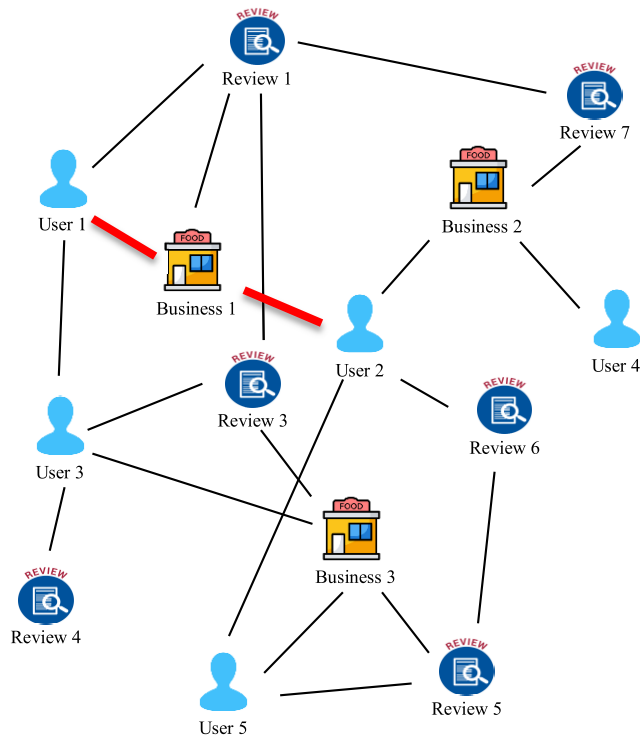 REVIEW
Review 1
REVIEW
Review 7
FOOD
Business 2
User 1
FOOD
Business 1
User 2
User 4
REVIEW
Review 3
REVIEW
Review 6
User 3
FOOD
Business 3
REVIEW
Review 4
REVIEW
Review 5
User 5